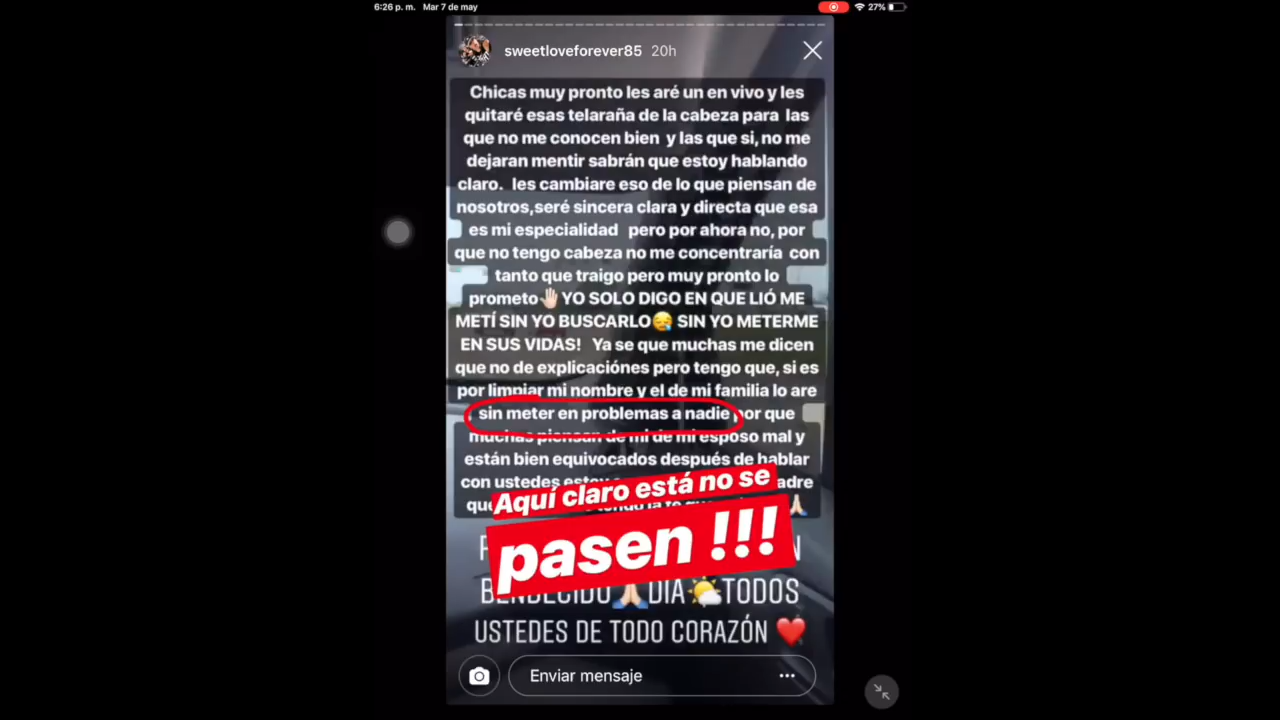 6:26 p. m. Mar 7 de may
27%
sweetloveforever85 20h
Chicas muy pronto les aré un en vivo y les
quitaré esas telaraña de la cabeza para las
que no me conocen bien y las que si, no me
dejaran mentir sabrán que estoy hablando
claro. les cambiare eso de lo que piensan de
nosotros,seré sincera clara y directa que esa
es mi especialidad pero por ahora no, por
que no tengo cabeza no me concentraría con
tanto que traigo pero muy pronto lo
prometo🤚🏻YO SOLO DIGO EN QUE LIÓ ME
METÍ SIN YO BUSCARLO😪 SIN YO METERME
EN SUS VIDAS! Ya se que muchas me dicen
que no de explicaciónes pero tengo que, si es
por limpiar mi nombre y el de mi familia lo are
sin meter en problemas a nadie por que
muchas piensan de mi de mi esposo mal y
están bien equivocados después de hablar
con ustedes
Aquí claro está no se
pasen !!!
BENDECIDO🙏🏻DIA🌤️TODOS
USTEDES DE TODO CORAZÓN ❤️
Enviar mensaje